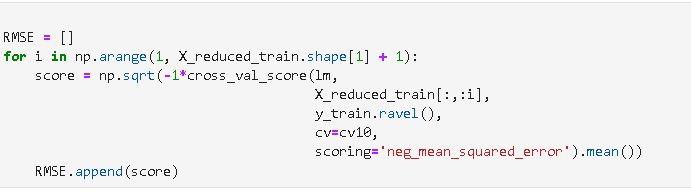 RMSE = []
for i in np.arange(1, X_reduced_train.shape[1] + 1):
    score = np.sqrt(-1*cross_val_score(lm,
                                       X_reduced_train[:,:i],
                                       y_train.ravel(),
                                       cv=cv10,
                                       scoring='neg_mean_squared_error').mean())
    RMSE.append(score)